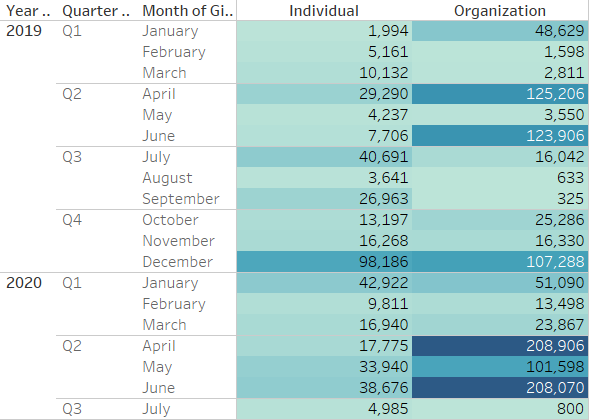 Year .. Quarter .. Month of Gi.. Individual Organization
2019 Q1 January 1,994 48,629
February 5,161 1,598
March 10,132 2,811
Q2 April 29,290 125,206
May 4,237 3,550
June 7,706 123,906
Q3 July 40,691 16,042
August 3,641 633
September 26,963 325
Q4 October 13,197 25,286
November 16,268 16,330
December 98,186 107,288
2020 Q1 January 42,922 51,090
February 9,811 13,498
March 16,940 23,867
Q2 April 17,775 208,906
May 33,940 101,598
June 38,676 208,070
Q3 July 4,985 800